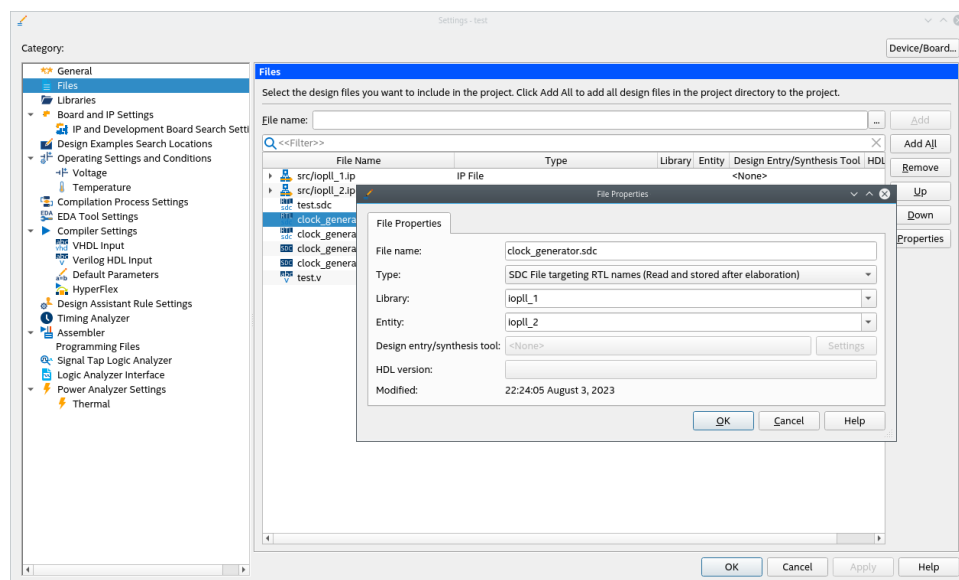 Settings - test
Category:
Device/Board...
General
Files
Libraries
Board and IP Settings
IP and Development Board Search Setti
Design Examples Search Locations
Operating Settings and Conditions
Voltage
Temperature
Compilation Process Settings
EDA Tool Settings
Compiler Settings
VHDL Input
Verilog HDL Input
Default Parameters
HyperFlex
Design Assistant Rule Settings
Timing Analyzer
Assembler
Programming Files
Signal Tap Logic Analyzer
Logic Analyzer Interface
Power Analyzer Settings
Thermal
Files
Select the design files you want to include in the project. Click Add All to add all design files in the project directory to the project.
File name: ... Add
<<Filter>> Add All
File Name Type Library Entity Design Entry/Synthesis Tool HDL
src/iopll_1.ip IP File <None>
src/iopll_2.ip
test.sdc
clock_genera
clock_genera
clock_genera
clock_genera
test.v
Remove
Up
Down
Properties
File Properties
File Properties
File name: clock_generator.sdc
Type: SDC File targeting RTL names (Read and stored after elaboration)
Library: iopll_1
Entity: iopll_2
Design entry/synthesis tool: <None> Settings
HDL version:
Modified: 22:24:05 August 3, 2023
OK Cancel Help
OK Cancel Apply Help